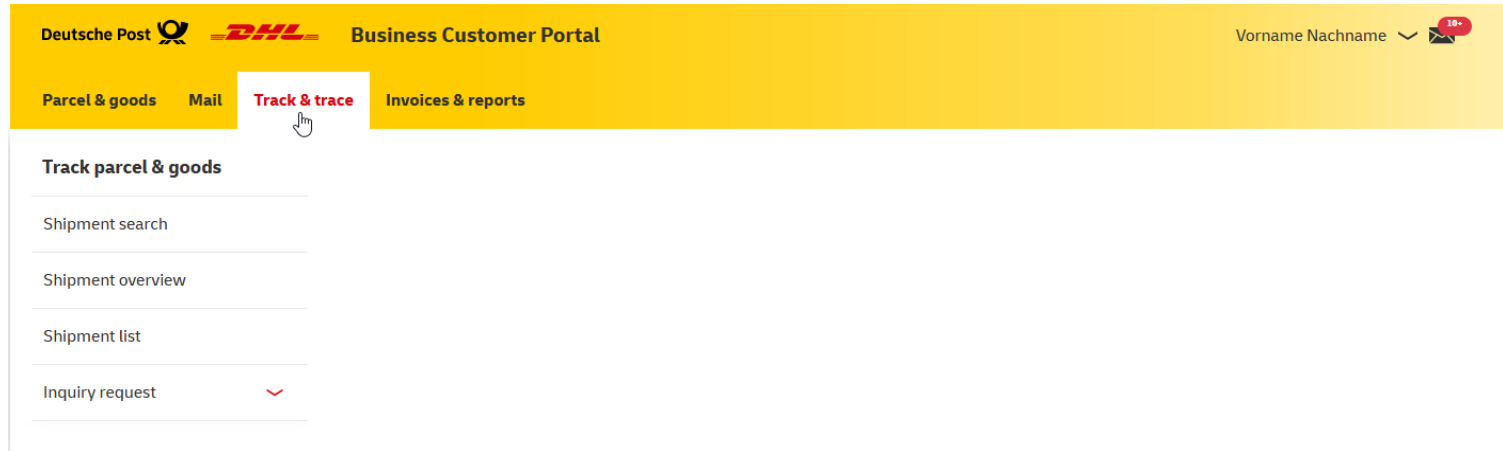 Deutsche Post DHL Business Customer Portal Vorname Nachname 10+
Parcel & goods Mail Track & trace Invoices & reports
Track parcel & goods
Shipment search
Shipment overview
Shipment list
Inquiry request